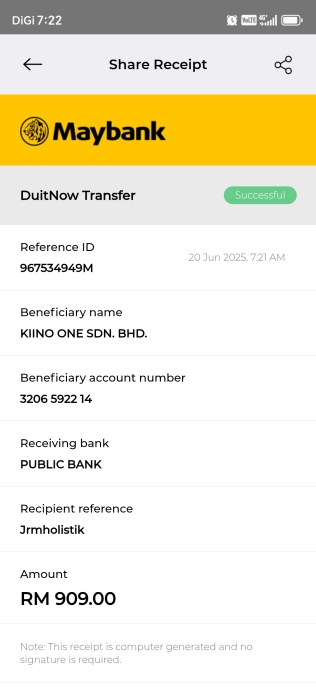 DiGi 7:22
VoLTE 4G+
Share Receipt
Maybank
DuitNow Transfer
Successful
Reference ID
967534949M
20 Jun 2025, 7:21 AM
Beneficiary name
KIINO ONE SDN. BHD.
Beneficiary account number
3206 5922 14
Receiving bank
PUBLIC BANK
Recipient reference
Jrmholistik
Amount
RM 909.00
Note: This receipt is computer generated and no
signature is required.